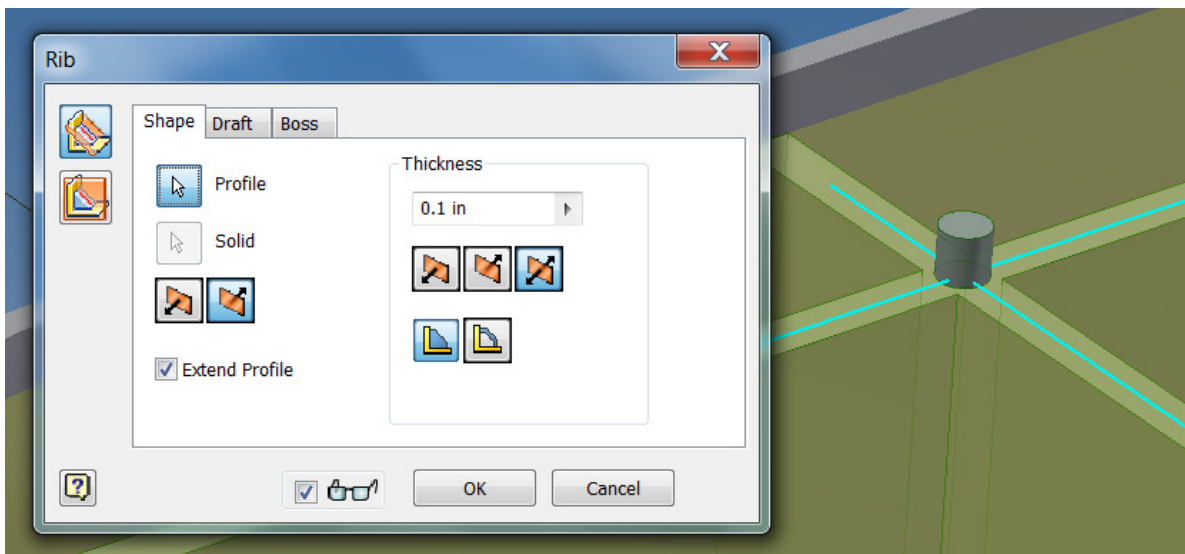 Rib
X
Shape Draft Boss
Profile
Solid
Extend Profile
Thickness
0.1 in
?
OK Cancel